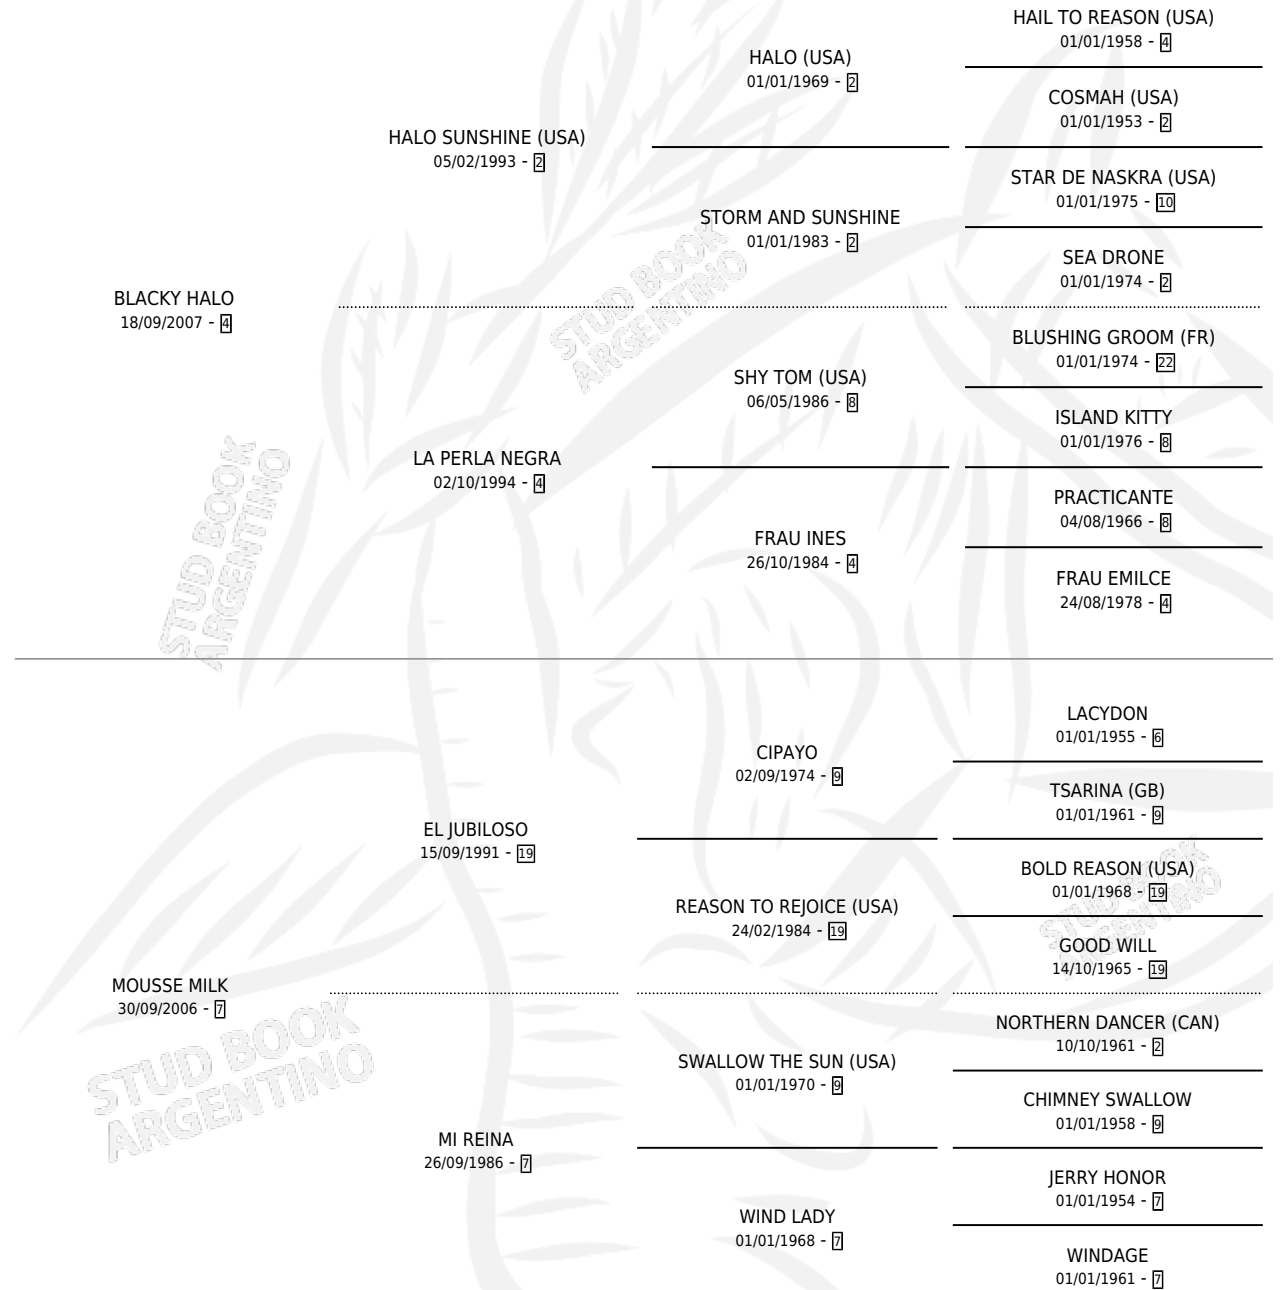 HAIL TO REASON (USA)
01/01/1958 - 4
HALO (USA)
01/01/1969 - 2
COSMAH (USA)
01/01/1953 - 2
HALO SUNSHINE (USA)
05/02/1993 - 2
STAR DE NASKRA (USA)
01/01/1975 - 10
STORM AND SUNSHINE
01/01/1983 - 2
SEA DRONE
01/01/1974 - 2
BLACKY HALO
18/09/2007 - 4
BLUSHING GROOM (FR)
01/01/1974 - 22
SHY TOM (USA)
06/05/1986 - 8
ISLAND KITTY
01/01/1976 - 8
LA PERLA NEGRA
02/10/1994 - 4
PRACTICANTE
04/08/1966 - 8
FRAU INES
26/10/1984 - 4
FRAU EMILCE
24/08/1978 - 4
LACYDON
01/01/1955 - 6
CIPAYO
02/09/1974 - 9
TSARINA (GB)
01/01/1961 - 9
EL JUBILOSO
15/09/1991 - 19
BOLD REASON (USA)
01/01/1968 - 19
REASON TO REJOICE (USA)
24/02/1984 - 19
GOOD WILL
14/10/1965 - 19
MOUSSE MILK
30/09/2006 - 7
NORTHERN DANCER (CAN)
10/10/1961 - 2
SWALLOW THE SUN (USA)
01/01/1970 - 9
CHIMNEY SWALLOW
01/01/1958 - 9
MI REINA
26/09/1986 - 7
JERRY HONOR
01/01/1954 - 7
WIND LADY
01/01/1968 - 7
WINDAGE
01/01/1961 - 7
STUD BOOK
ARGENTINO
STUD BOOK
ARGENTINO
STUD BOOK
ARGENTINO
STUD BOOK
ARGENTINO